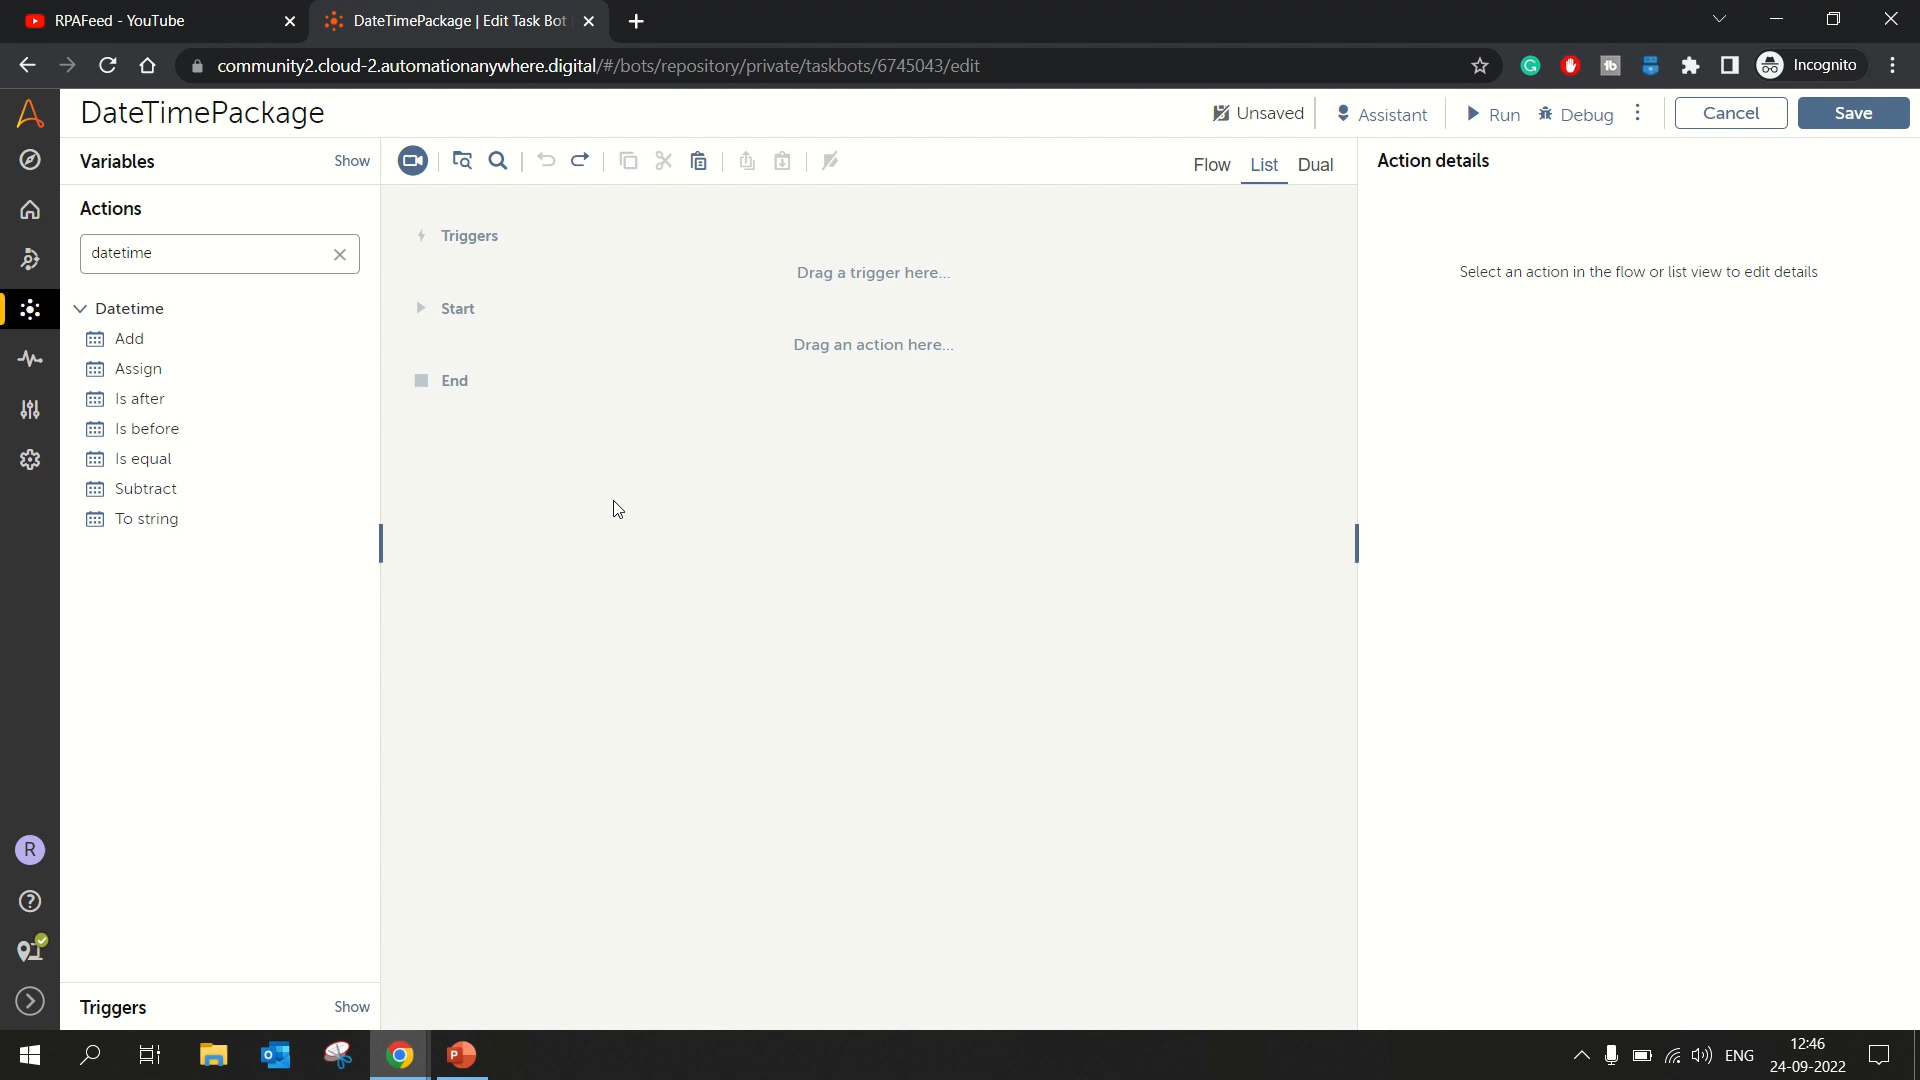 RPAFeed - YouTube
DateTimePackage | Edit Task Bot
community2.cloud-2.automationanywhere.digital/#/bots/repository/private/taskbots/6745043/edit
Incognito
DateTimePackage
Unsaved
Assistant
Run
Debug
Cancel
Save
Variables
Show
Flow
List
Dual
Action details
Actions
datetime
Datetime
Add
Assign
Is after
Is before
Is equal
Subtract
To string
Triggers
Drag a trigger here...
Start
Drag an action here...
End
Select an action in the flow or list view to edit details
R
Triggers
Show
ENG
12:46
24-09-2022